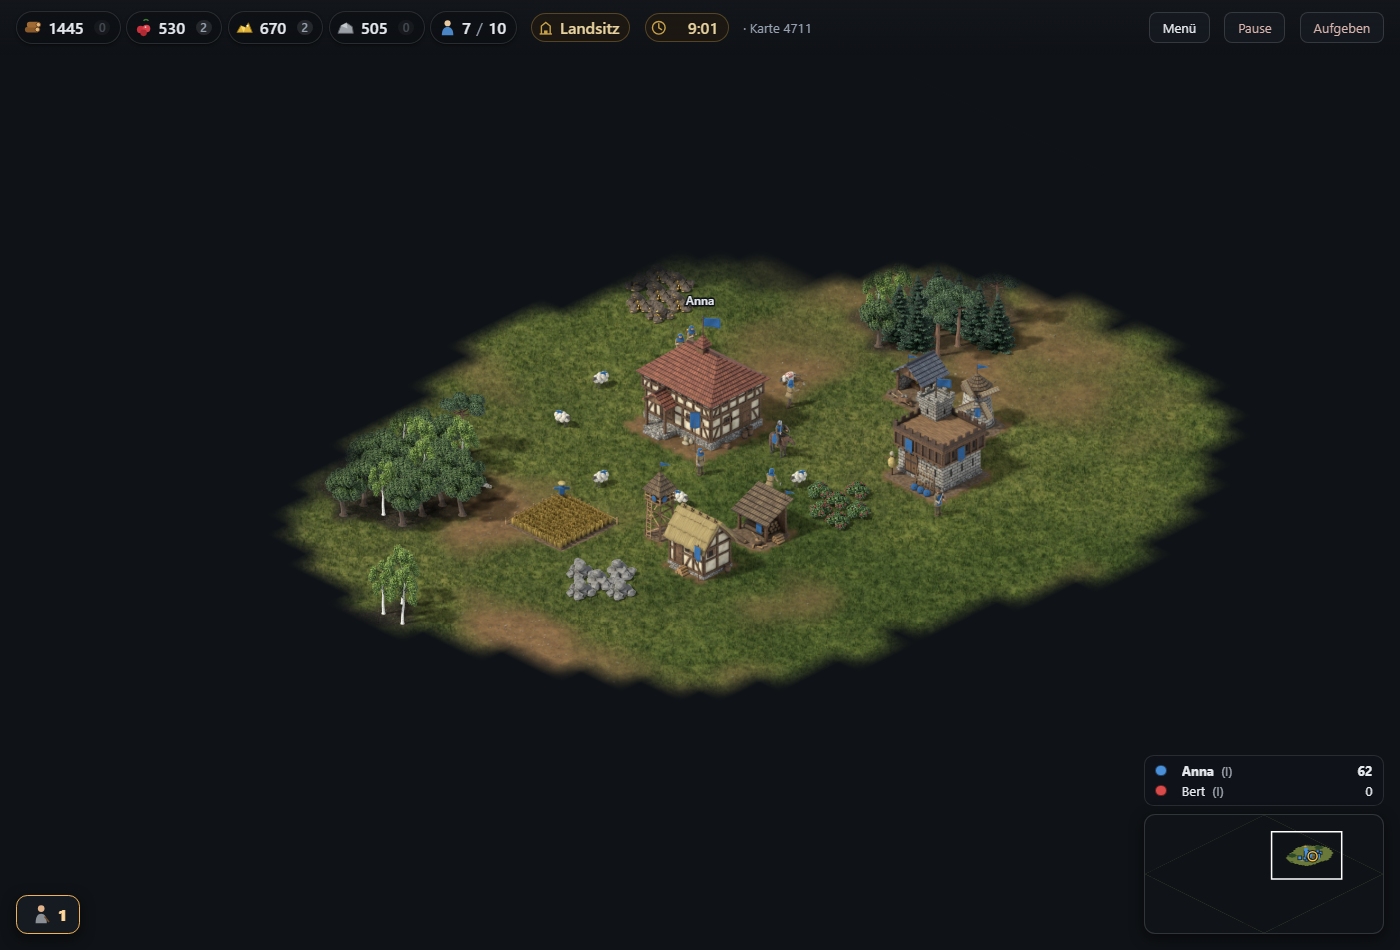 1445 0 530 2 670 2 505 0 7 / 10 Landsitz 9:01 · Karte 4711 Menü Pause Aufgeben
Anna
Anna (I) 62
Bert (I) 0
1